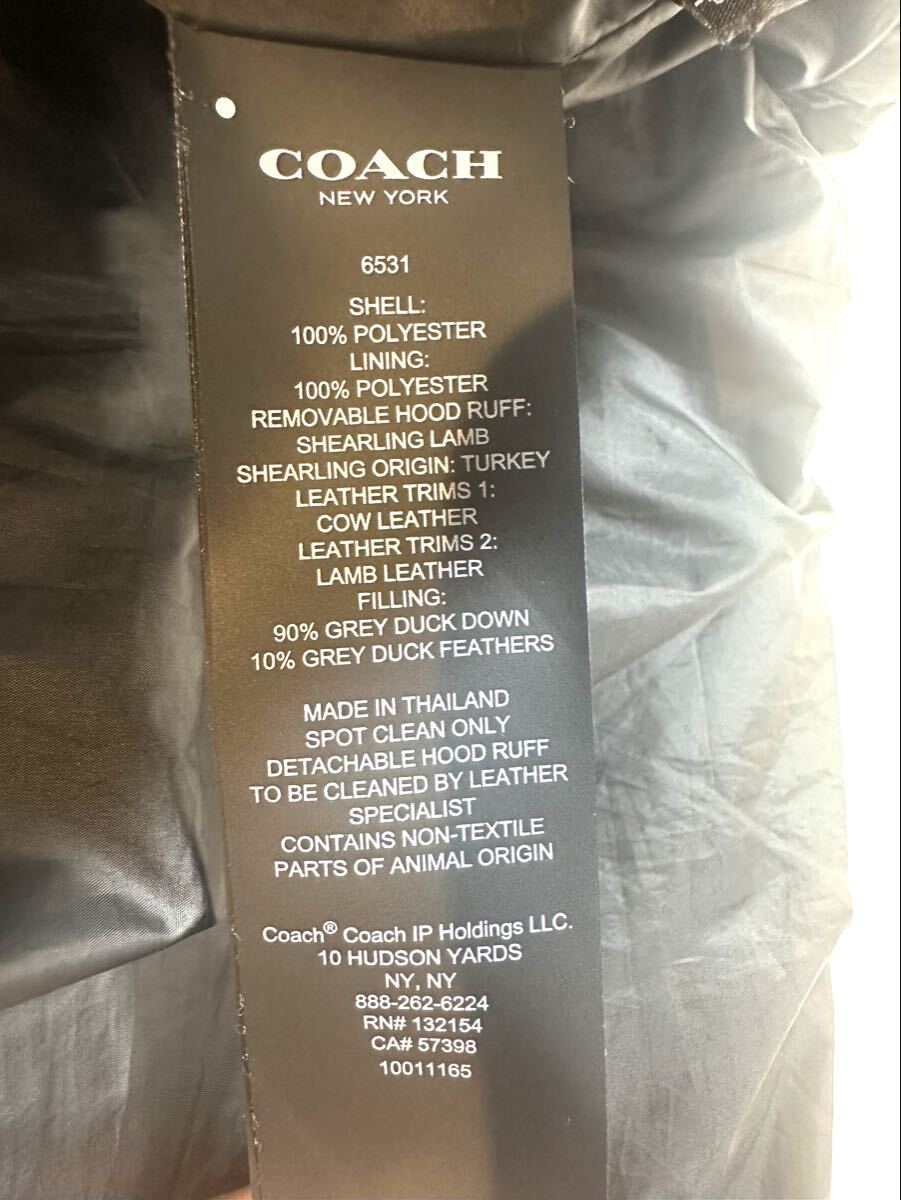 COACH
NEW YORK
6531
SHELL:
100% POLYESTER
LINING:
100% POLYESTER
REMOVABLE HOOD RUFF:
SHEARLING LAMB
SHEARLING ORIGIN: TURKEY
LEATHER TRIMS 1:
COW LEATHER
LEATHER TRIMS 2:
LAMB LEATHER
FILLING:
90% GREY DUCK DOWN
10% GREY DUCK FEATHERS
MADE IN THAILAND
SPOT CLEAN ONLY
DETACHABLE HOOD RUFF
TO BE CLEANED BY LEATHER
SPECIALIST
CONTAINS NON-TEXTILE
PARTS OF ANIMAL ORIGIN
Coach® Coach IP Holdings LLC.
10 HUDSON YARDS
NY, NY
888-262-6224
RN# 132154
CA# 57398
10011165